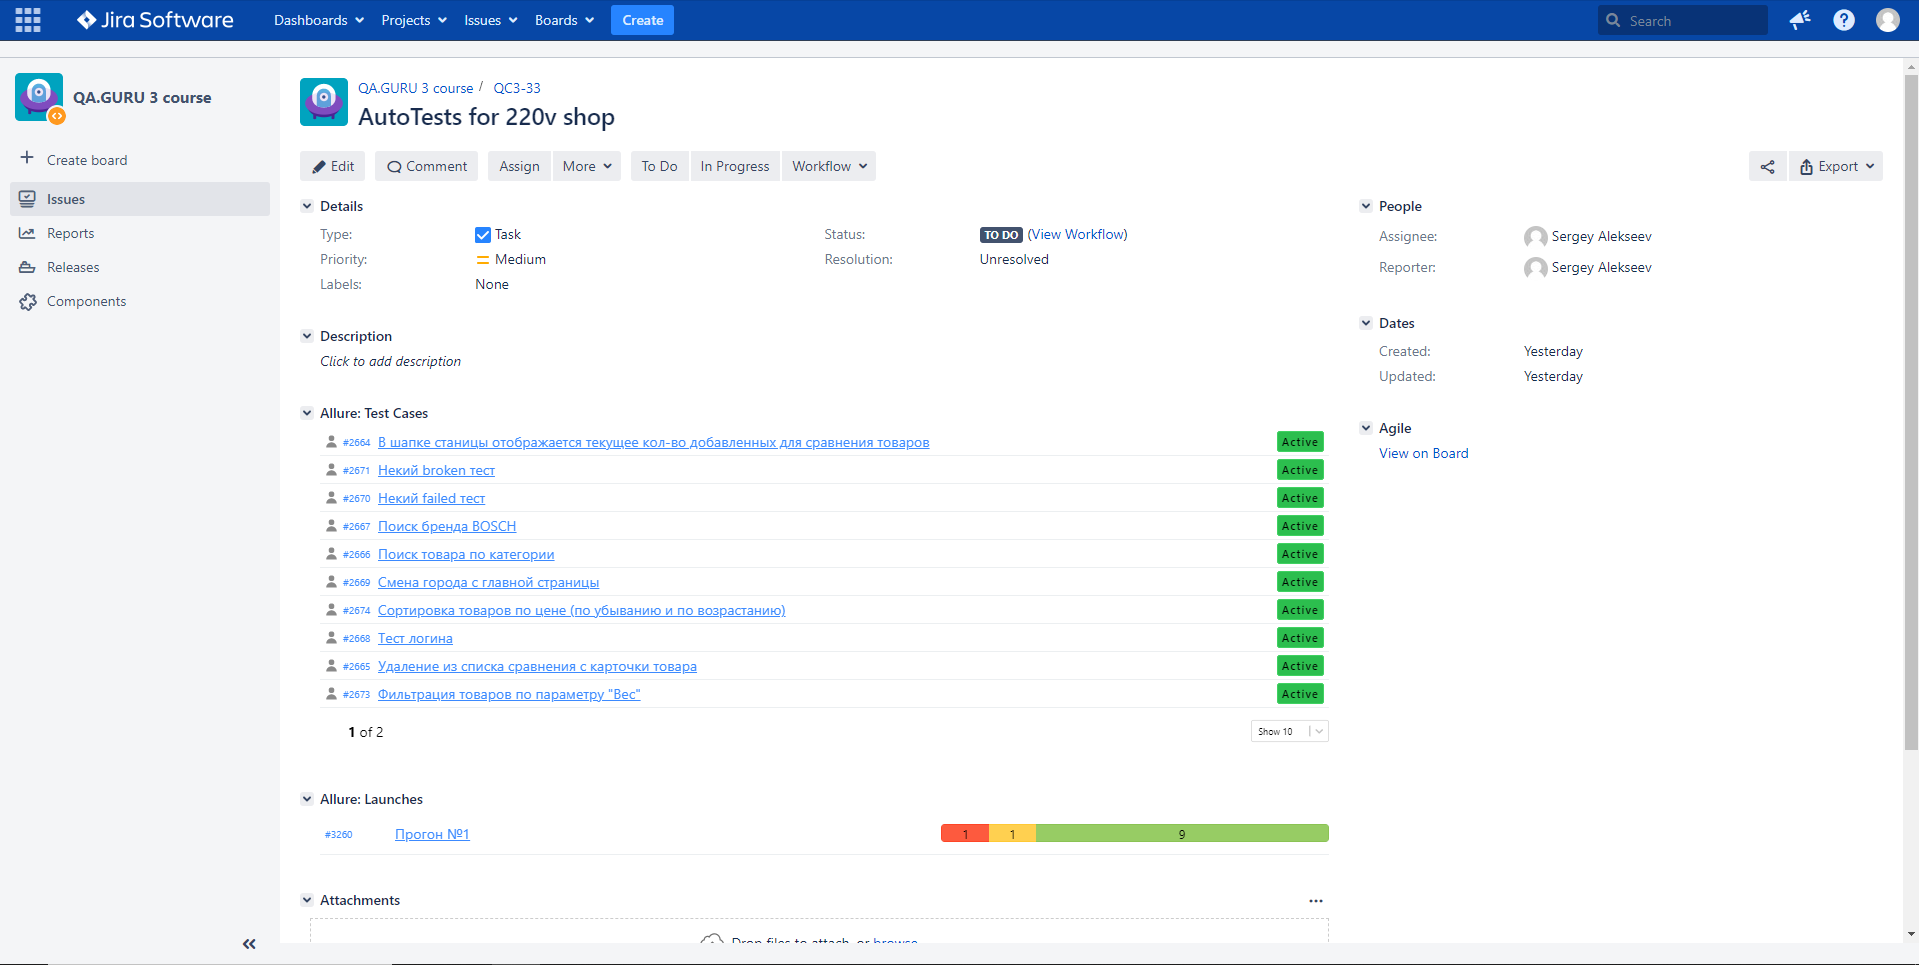 Jira Software
Dashboards Projects Issues Boards Create
Search
QA.GURU 3 course
Create board
Issues
Reports
Releases
Components
QA.GURU 3 course / QC3-33
AutoTests for 220v shop
Edit Comment Assign More To Do In Progress Workflow Export
Details
Type: Task
Status: TO DO (View Workflow)
Priority: Medium
Resolution: Unresolved
Labels: None
Description
Click to add description
Allure: Test Cases
#2664 В шапке станицы отображается текущее кол-во добавленных для сравнения товаров Active
#2671 Некий broken тест Active
#2670 Некий failed тест Active
#2667 Поиск бренда BOSCH Active
#2666 Поиск товара по категории Active
#2669 Смена города с главной страницы Active
#2674 Сортировка товаров по цене (по убыванию и по возрастанию) Active
#2668 Тест логина Active
#2665 Удаление из списка сравнения с карточки товара Active
#2673 Фильтрация товаров по параметру "Вес" Active
1 of 2
Show 10
Allure: Launches
#3260 Прогон №1 1 1 9
Attachments
Drop files to attach, or browse
People
Assignee: Sergey Alekseev
Reporter: Sergey Alekseev
Dates
Created: Yesterday
Updated: Yesterday
Agile
View on Board